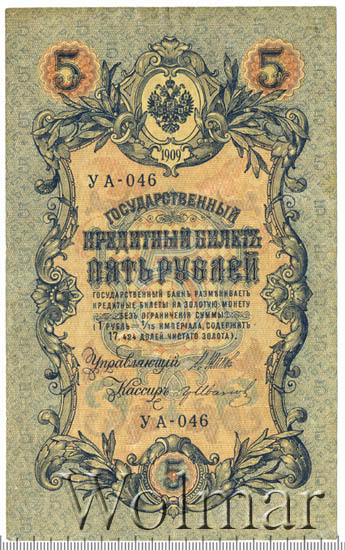 5 5
1909
УА-046
ГОСУДАРСТВЕННЫЙ
КРЕДИТНЫЙ БИЛЕТЪ
ПЯТЬ РУБЛЕЙ
ГОСУДАРСТВЕННЫЙ БАНКЪ РАЗМѢНИВАЕТЪ
КРЕДИТНЫЕ БИЛЕТЫ НА ЗОЛОТУЮ МОНЕТУ
БЕЗЪ ОГРАНИЧЕНІЯ СУММЫ
(1 РУБЛЬ = 1/15 ИМПЕРІАЛА, СОДЕРЖИТЪ
17,424 ДОЛЕЙ ЧИСТАГО ЗОЛОТА).
Управляющій
Кассиръ
УА-046
5
Wolmar